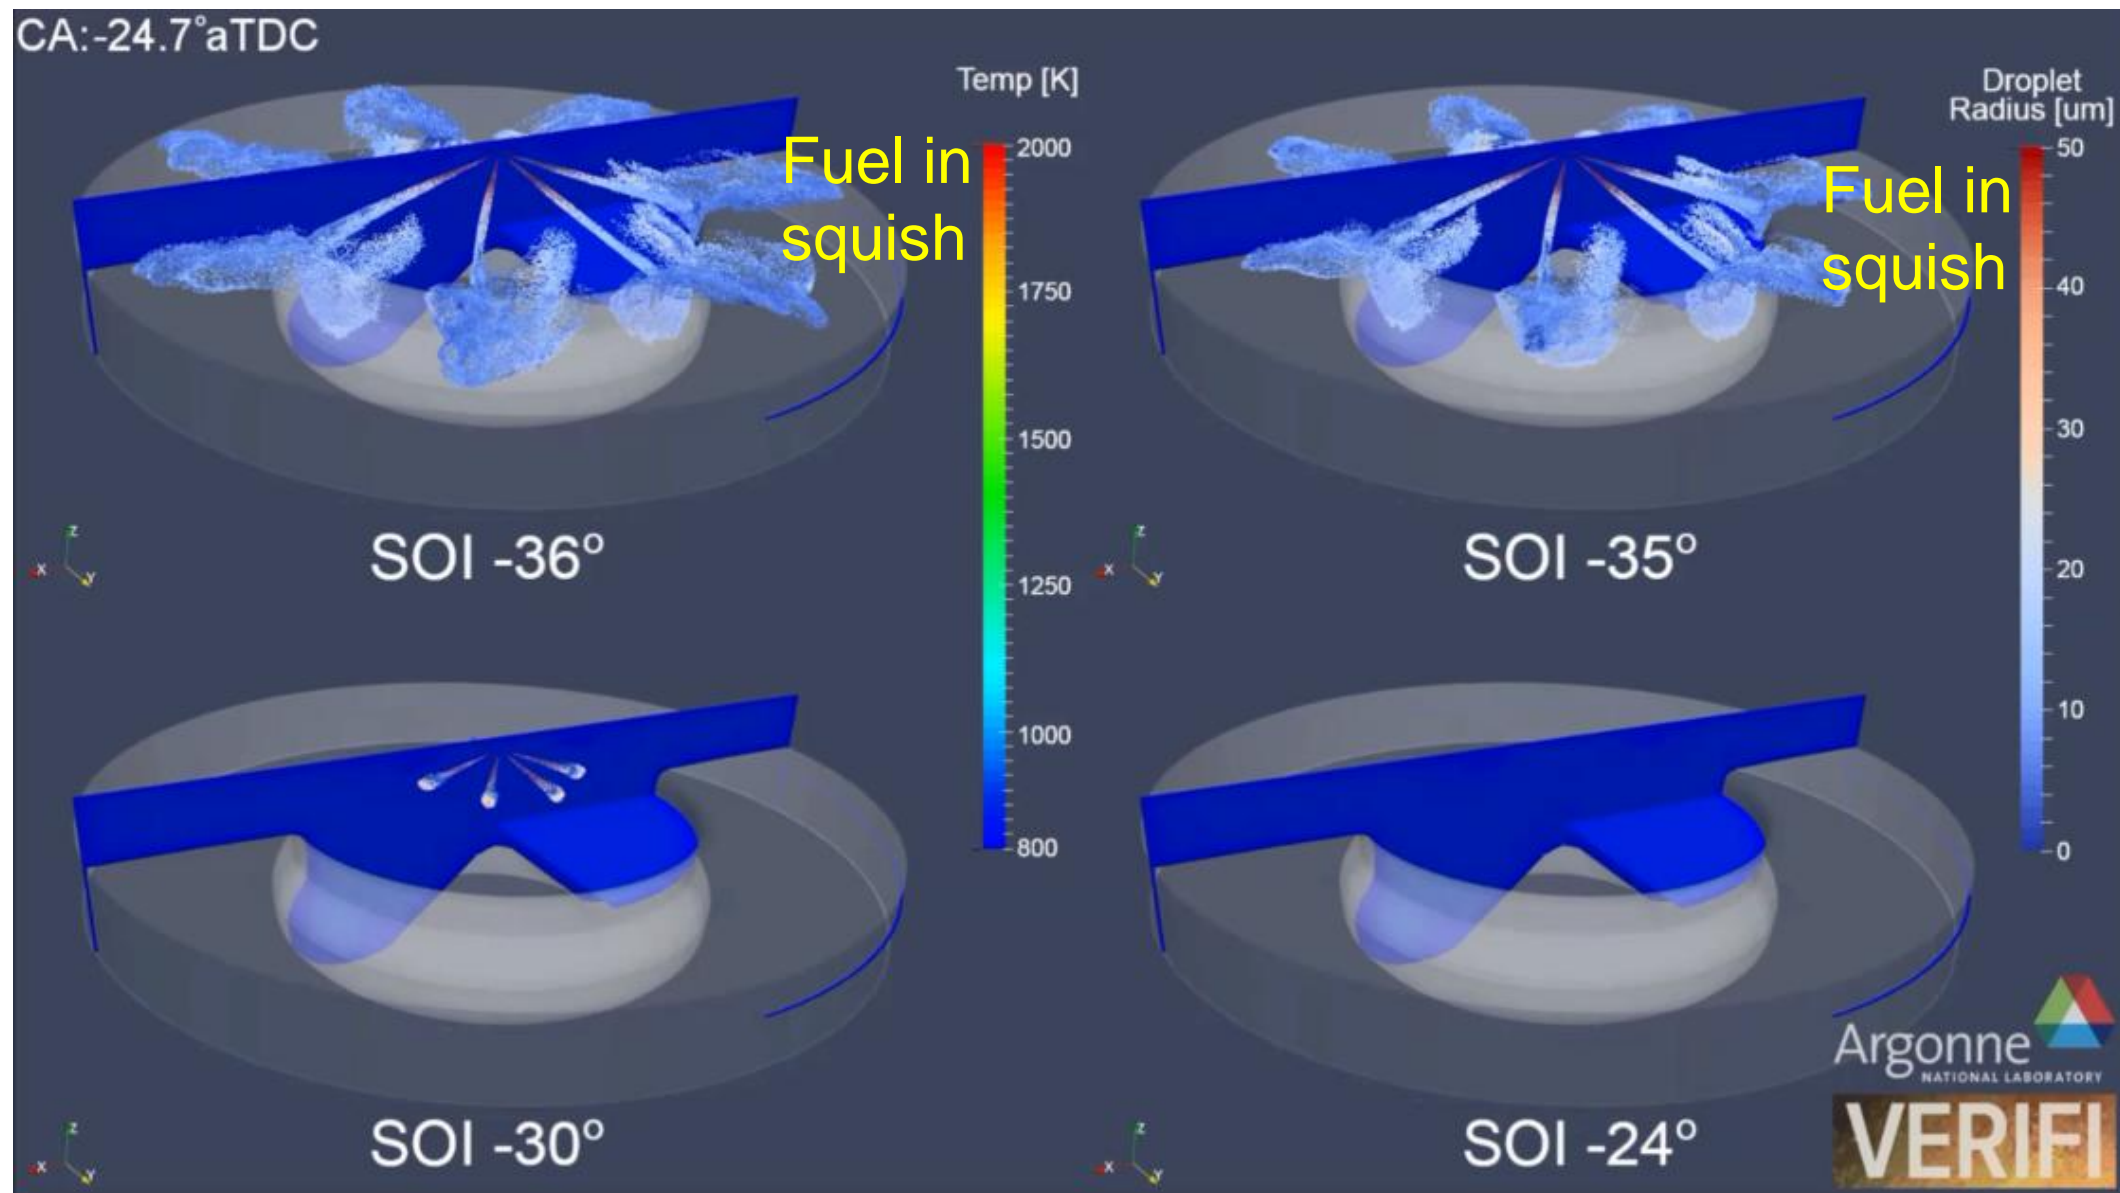 CA:-24.7°aTDC
Temp [K]
2000
1750
1500
1250
1000
800
Fuel in
squish
z
x
y
SOI -36°
Droplet
Radius [um]
50
40
30
20
10
0
Fuel in
squish
z
x
y
SOI -35°
z
x
y
SOI -30°
z
x
y
SOI -24°
Argonne
NATIONAL LABORATORY
VERIFI